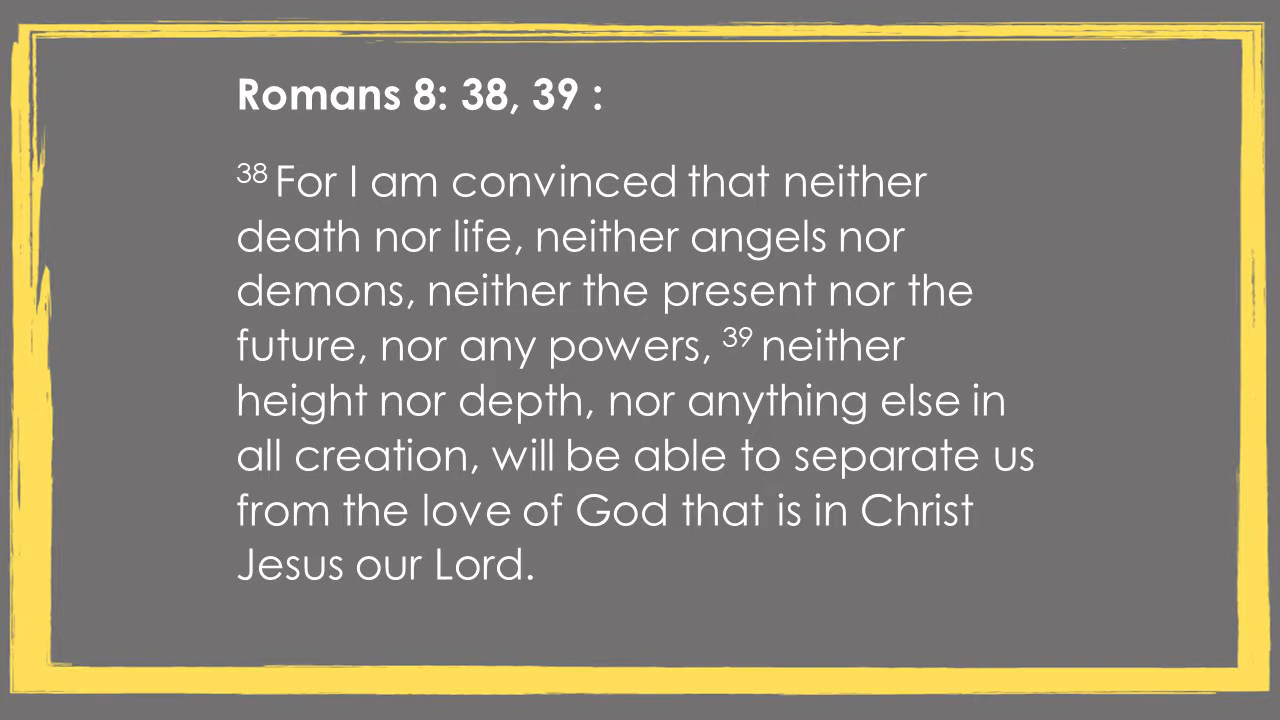 Romans 8: 38, 39 :
38 For I am convinced that neither
death nor life, neither angels nor
demons, neither the present nor the
future, nor any powers, 39 neither
height nor depth, nor anything else in
all creation, will be able to separate us
from the love of God that is in Christ
Jesus our Lord.